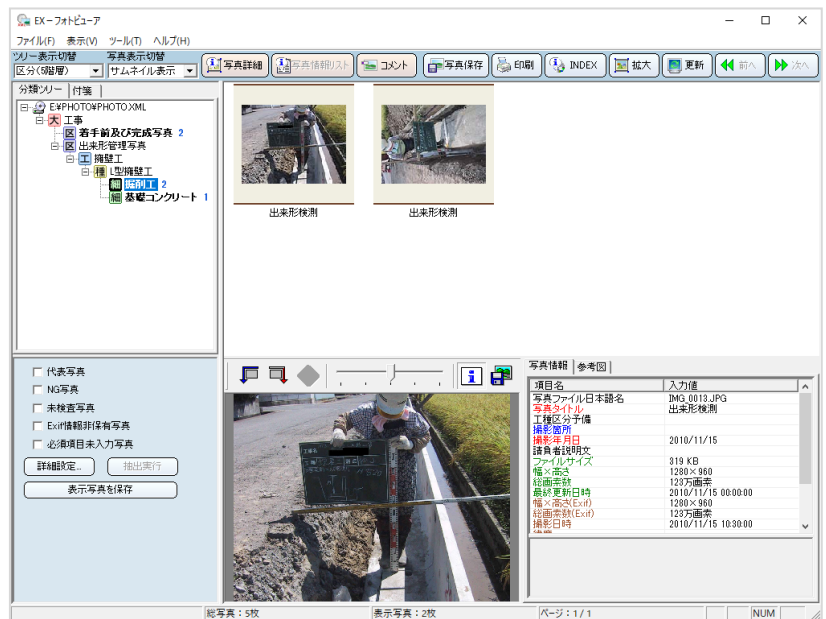 EX-フォトビューア
ファイル(F) 表示(V) ツール(T) ヘルプ(H)
ツリー表示切替 写真表示切替
区分(5階層) サムネイル表示
写真詳細 写真情報リスト コメント 写真保存 印刷 INDEX 拡大 更新 前へ 次へ
分類ツリー 付箋
E:¥PHOTO¥PHOTO.XML
大 工事
区 着手前及び完成写真 2
区 出来形管理写真
工 擁壁工
種 L型擁壁工
細 掘削工 2
細 基礎コンクリート 1
出来形検測 出来形検測
代表写真
NG写真
未検査写真
Exif情報非保有写真
必須項目未入力写真
詳細設定... 抽出実行
表示写真を保存
写真情報 参考図
項目名 入力値
写真ファイル日本語名 IMG_0013.JPG
写真タイトル 出来形検測
工種区分予備
撮影箇所
撮影年月日 2010/11/15
請負者説明文
ファイルサイズ 319 KB
幅×高さ 1280×960
総画素数 123万画素
最終更新日時 2010/11/15 00:00:00
幅×高さ(Exif) 1280×960
総画素数(Exif) 123万画素
撮影日時 2010/11/15 10:30:00
総写真：5枚 表示写真：2枚 ページ：1/1 NUM